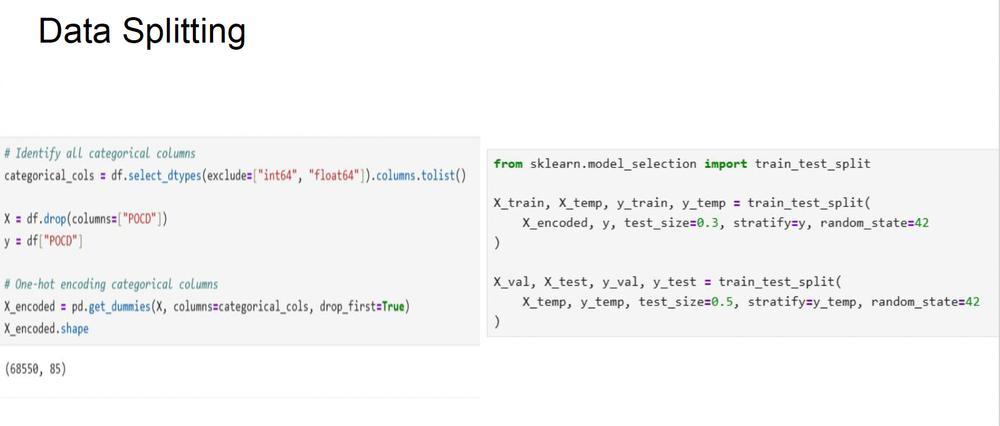 Data Splitting
# Identify all categorical columns
categorical_cols = df.select_dtypes(exclude=["int64", "float64"]).columns.tolist()
X = df.drop(columns=["POCD"])
y = df["POCD"]
# One-hot encoding categorical columns
X_encoded = pd.get_dummies(X, columns=categorical_cols, drop_first=True)
X_encoded.shape
(68550, 85)
from sklearn.model_selection import train_test_split
X_train, X_temp, y_train, y_temp = train_test_split(
X_encoded, y, test_size=0.3, stratify=y, random_state=42
)
X_val, X_test, y_val, y_test = train_test_split(
X_temp, y_temp, test_size=0.5, stratify=y_temp, random_state=42
)